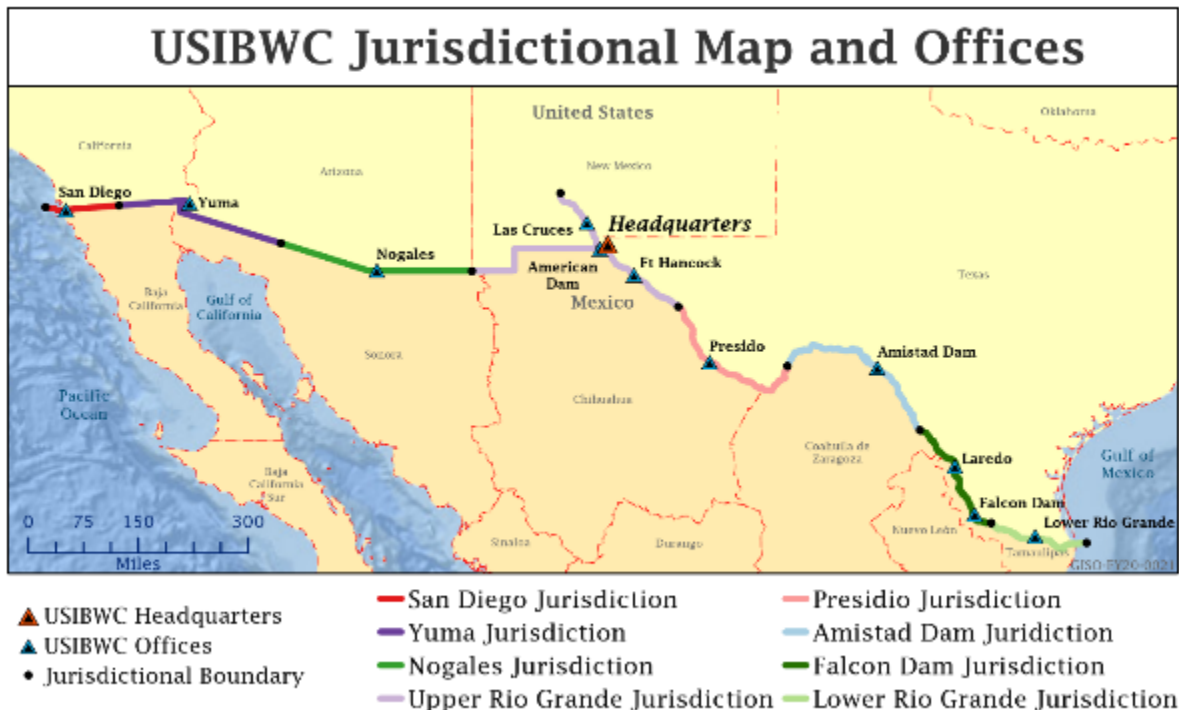 USIBWC Jurisdictional Map and Offices
United States
Oklahoma
California
New Mexico
Arizona
San Diego
Yuma
Las Cruces
Headquarters
Nogales
American
Dam
Ft Hancock
Texas
Baja
California
Gulf of
California
Mexico
Sonora
Presido
Amistad Dam
Pacific
Ocean
Chihuahua
Coahuila de
Zaragoza
Laredo
Gulf of
Mexico
Baja
California
Sur
Falcon Dam
0 75 150 300
Miles
Sinaloa
Durango
Nuevo León
Lower Rio Grande
Tamaulipas
GISO-FY20-0021
USIBWC Headquarters
USIBWC Offices
Jurisdictional Boundary
San Diego Jurisdiction
Yuma Jurisdiction
Nogales Jurisdiction
Upper Rio Grande Jurisdiction
Presidio Jurisdiction
Amistad Dam Juridiction
Falcon Dam Jurisdiction
Lower Rio Grande Jurisdiction